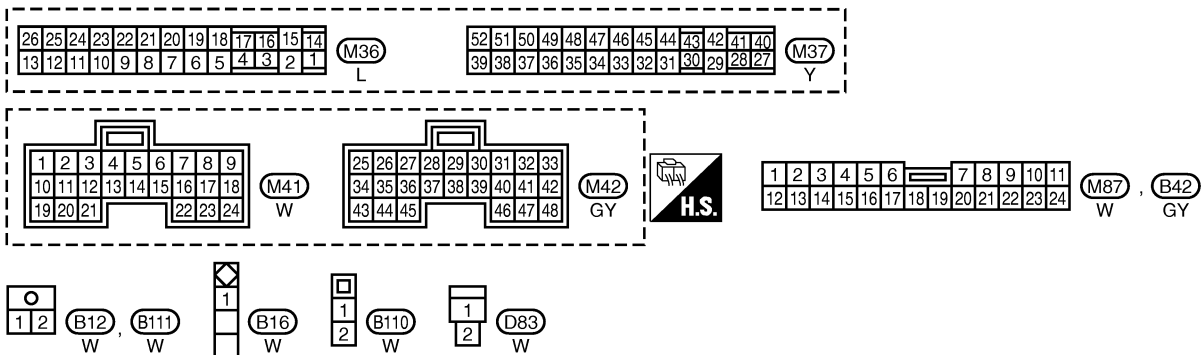 26 25 24 23 22 21 20 19 18 17 16 15 14
13 12 11 10 9 8 7 6 5 4 3 2 1
M36
L
52 51 50 49 48 47 46 45 44 43 42 41 40
39 38 37 36 35 34 33 32 31 30 29 28 27
M37
Y
1 2 3 4 5 6 7 8 9
10 11 12 13 14 15 16 17 18
19 20 21 22 23 24
M41
W
25 26 27 28 29 30 31 32 33
34 35 36 37 38 39 40 41 42
43 44 45 46 47 48
M42
GY
H.S.
1 2 3 4 5 6 7 8 9 10 11
12 13 14 15 16 17 18 19 20 21 22 23 24
M87 , B42
W GY
1 2
B12 , B111
W W
1
B16
W
1
2
B110
W
1
2
D83
W